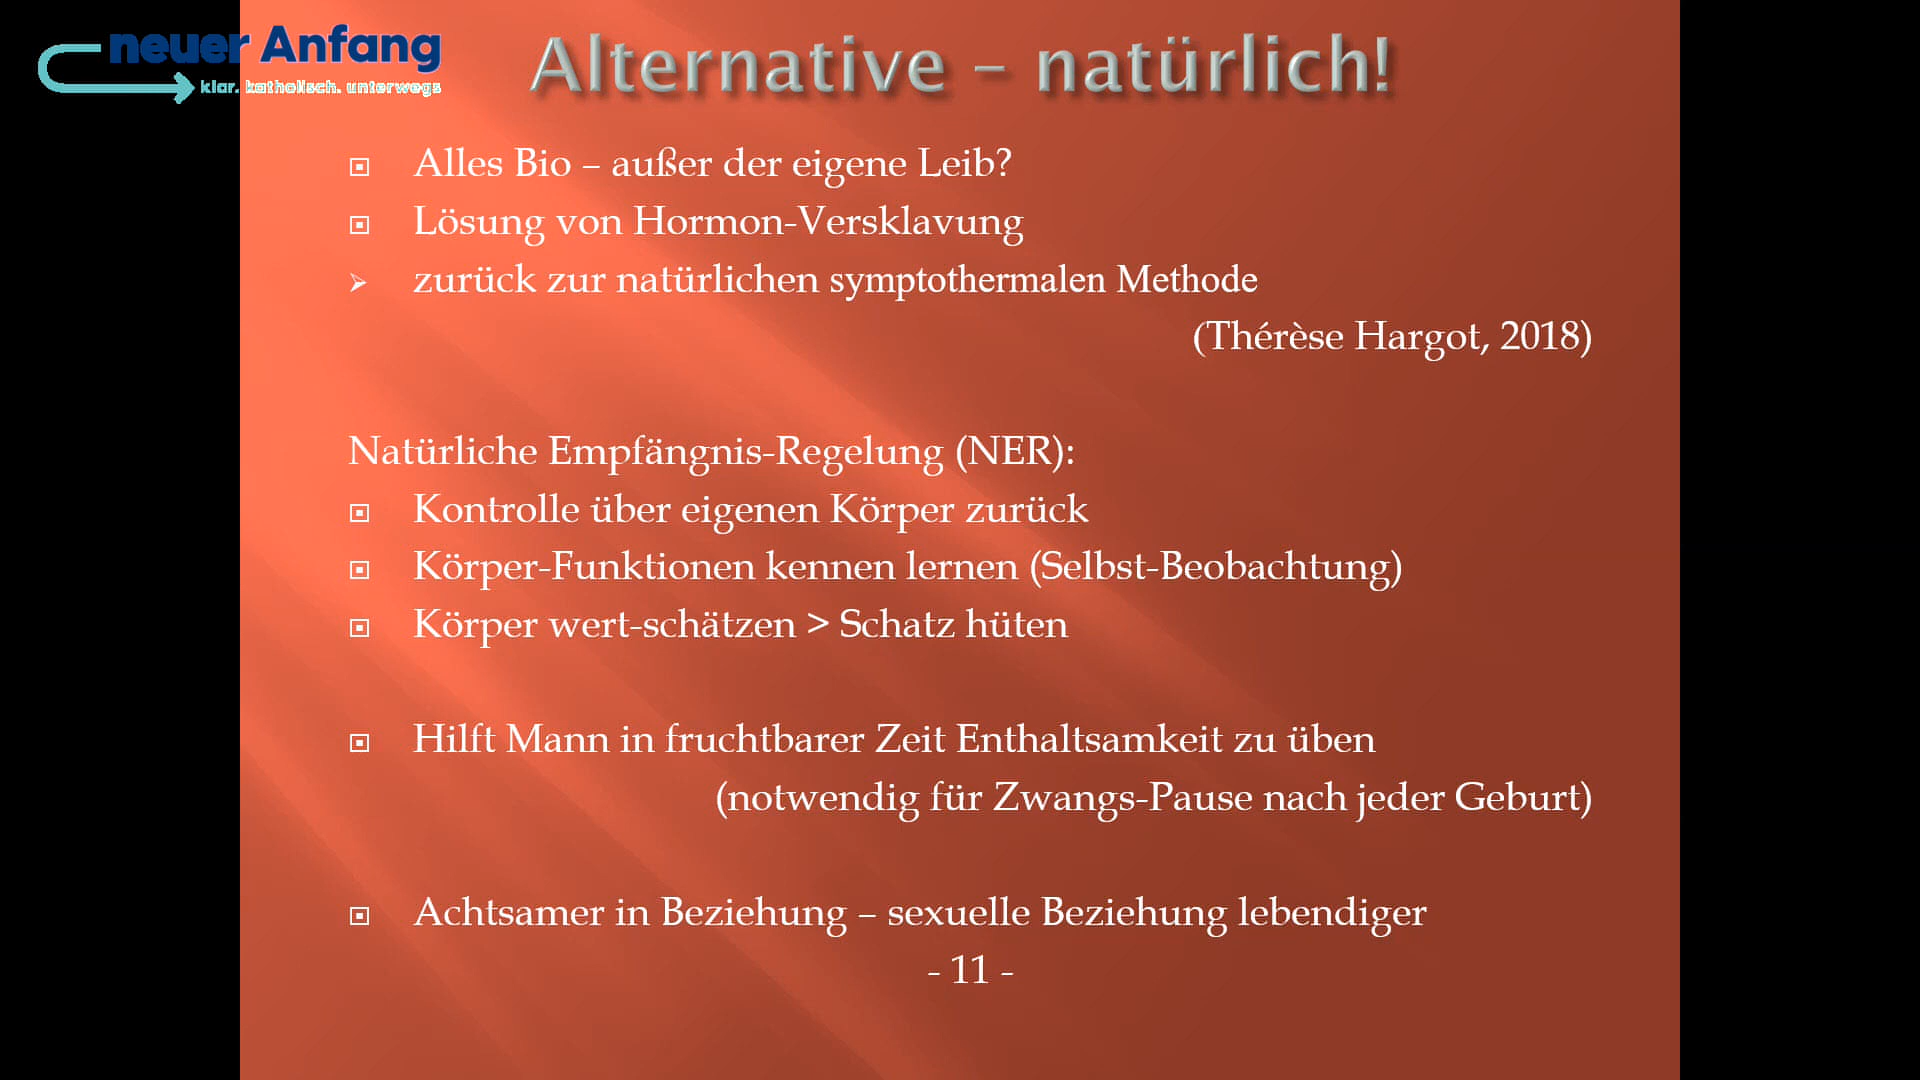 neuer Anfang
klar. katholisch. unterwegs
Alternative – natürlich!
Alles Bio – außer der eigene Leib?
Lösung von Hormon-Versklavung
zurück zur natürlichen symptothermalen Methode
(Thérèse Hargot, 2018)
Natürliche Empfängnis-Regelung (NER):
Kontrolle über eigenen Körper zurück
Körper-Funktionen kennen lernen (Selbst-Beobachtung)
Körper wert-schätzen > Schatz hüten
Hilft Mann in fruchtbarer Zeit Enthaltsamkeit zu üben
(notwendig für Zwangs-Pause nach jeder Geburt)
Achtsamer in Beziehung – sexuelle Beziehung lebendiger
- 11 -